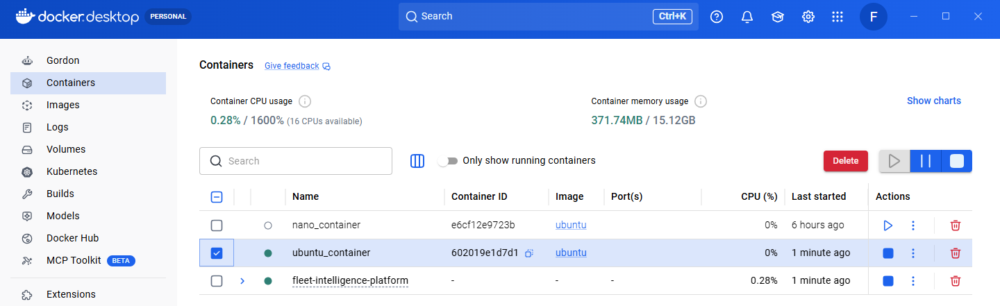 docker.desktop PERSONAL Search Ctrl+K F
Gordon
Containers
Images
Logs
Volumes
Kubernetes
Builds
Models
Docker Hub
MCP Toolkit BETA
Extensions
Containers Give feedback
Container CPU usage
0.28% / 1600% (16 CPUs available)
Container memory usage
371.74MB / 15.12GB
Show charts
Search
Only show running containers
Delete
Name Container ID Image Port(s) CPU (%) Last started Actions
nano_container e6cf12e9723b ubuntu 0% 6 hours ago
ubuntu_container 602019e1d7d1 ubuntu 0% 1 minute ago
fleet-intelligence-platform - - - 0.28% 1 minute ago